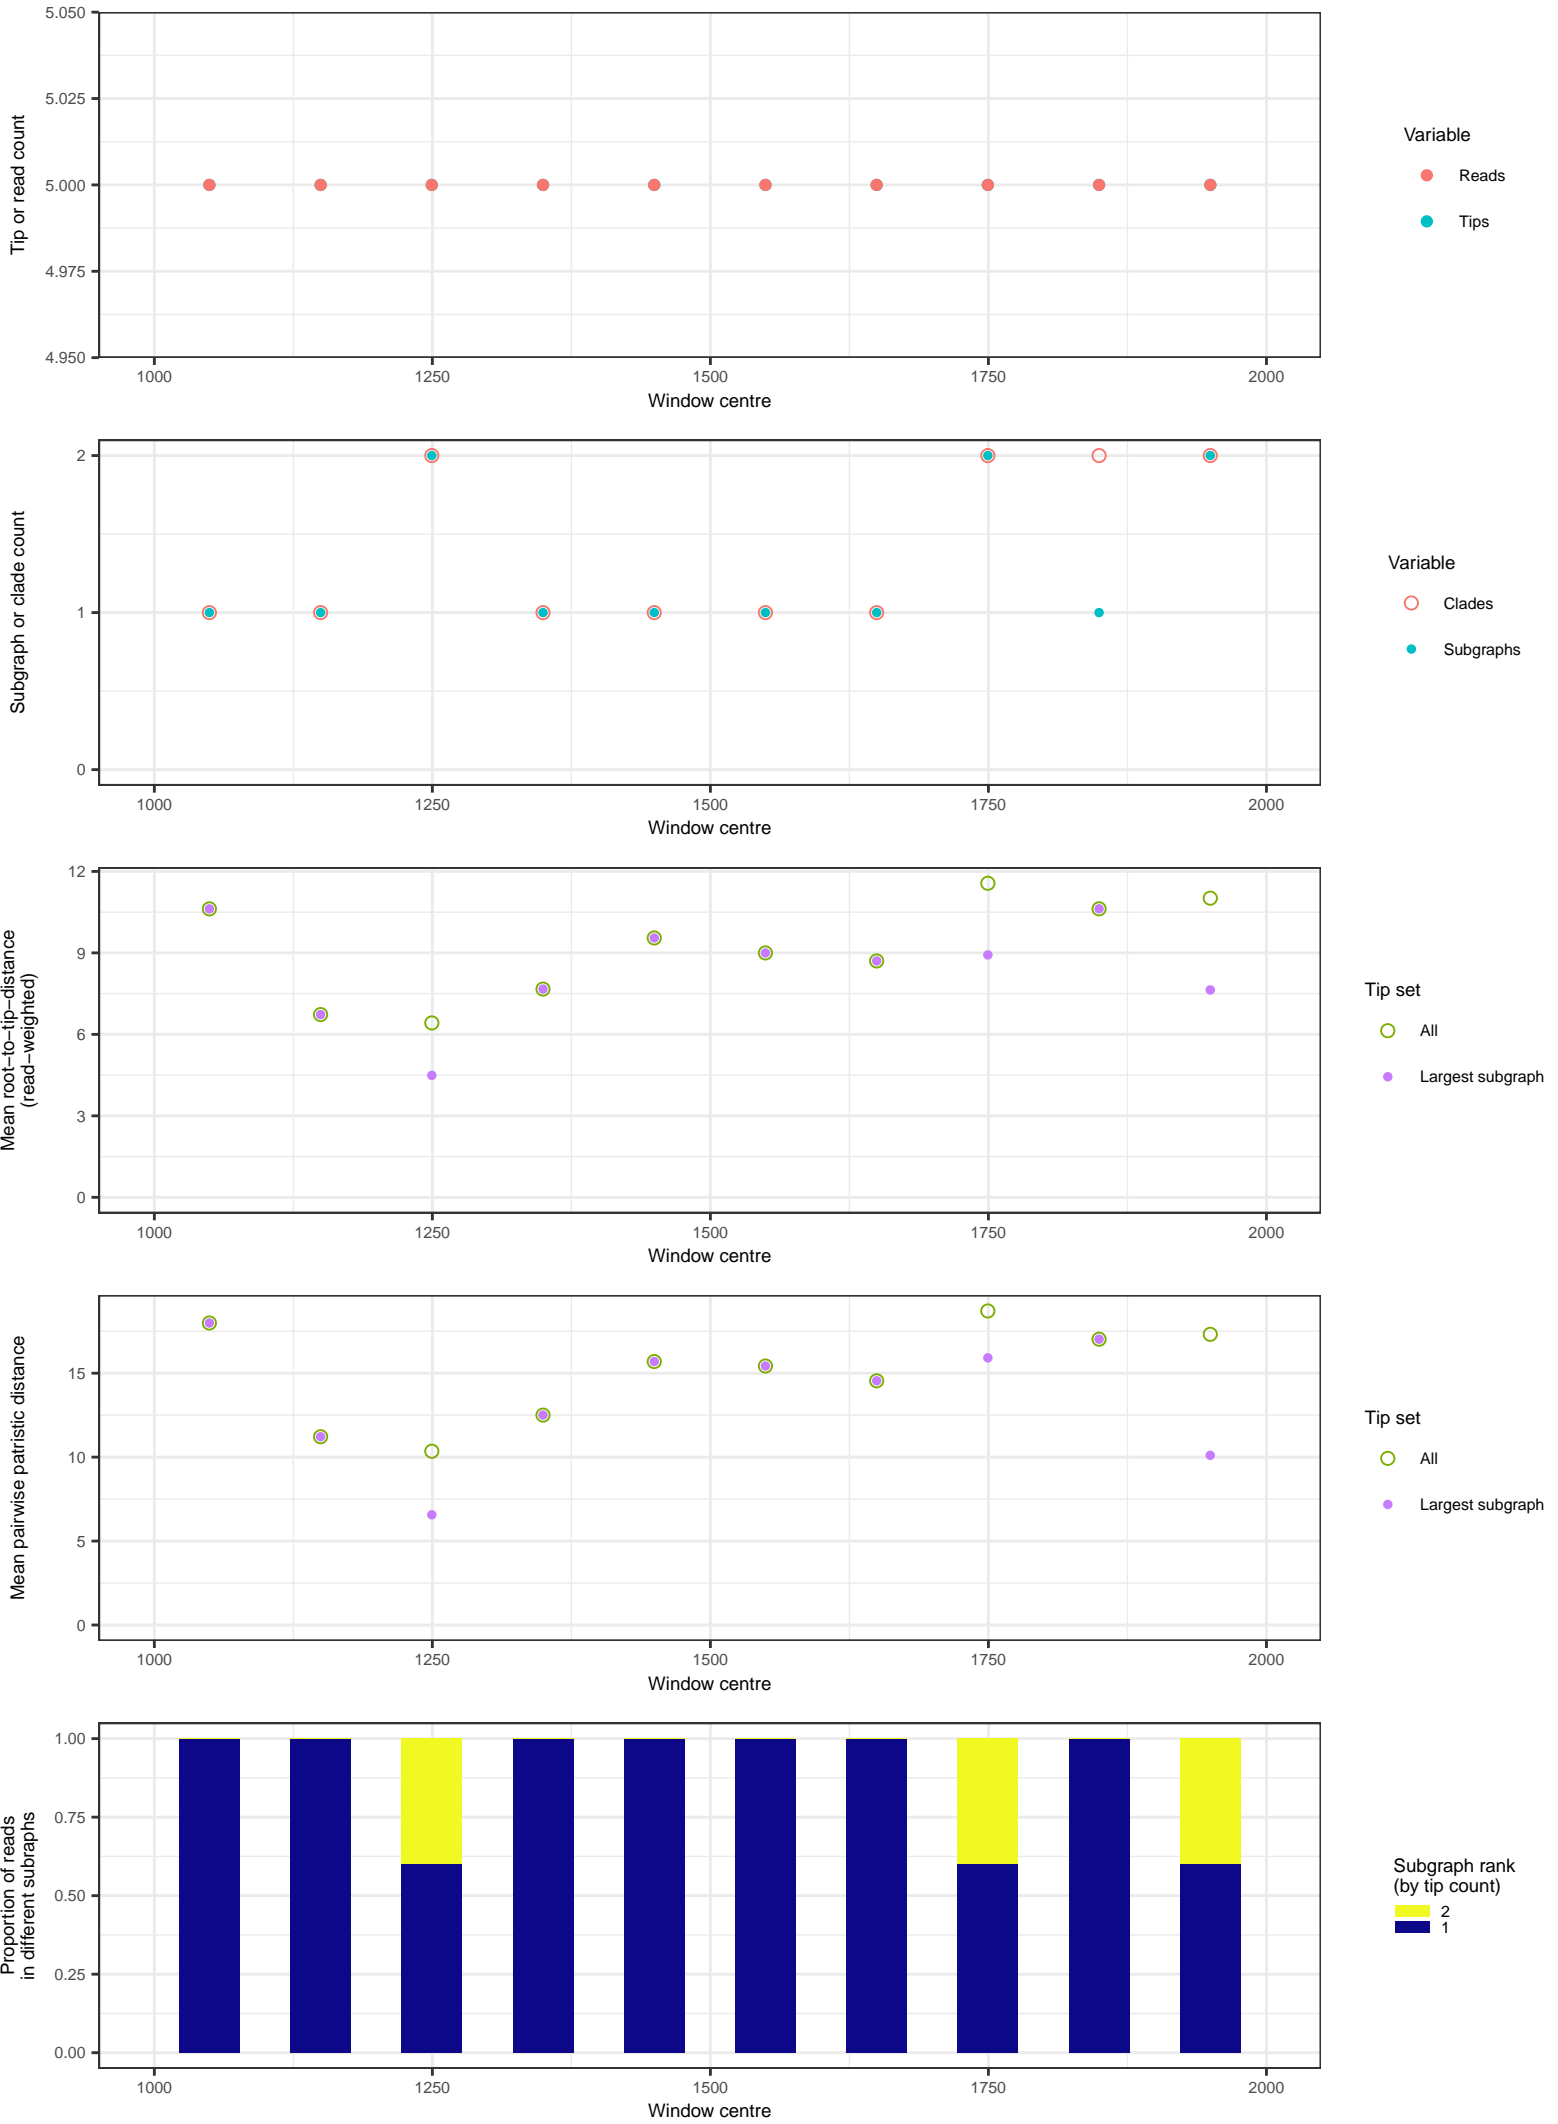 5.050
5.025
5.000
4.975
4.950
Tip or read count
1000 1250 1500 1750 2000
Window centre
Variable
Reads
Tips
2
1
0
Subgraph or clade count
1000 1250 1500 1750 2000
Window centre
Variable
Clades
Subgraphs
12
9
6
3
0
Mean root−to−tip−distance
(read−weighted)
1000 1250 1500 1750 2000
Window centre
Tip set
All
Largest subgraph
15
10
5
0
Mean pairwise patristic distance
1000 1250 1500 1750 2000
Window centre
Tip set
All
Largest subgraph
1.00
0.75
0.50
0.25
0.00
Proportion of reads
in different subraphs
1000 1250 1500 1750 2000
Window centre
Subgraph rank
(by tip count)
2
1